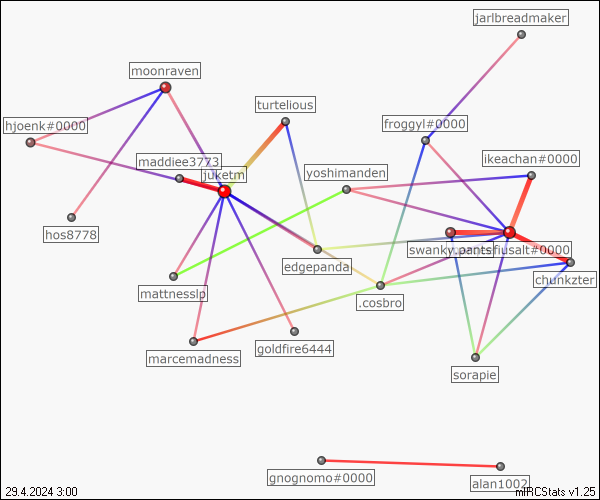 jarlbreadmaker
moonraven
turtelious
hjoenk#0000
froggyl#0000
maddiee3773
ikeachan#0000
juketm
yoshimanden
hos8778
swanky.pants
fiusalt#0000
edgepanda
chunkzter
mattnesslp
.cosbro
marcemadness
goldfire6444
sorapie
gnognomo#0000
alan1002
29.4.2024 3:00
mIRCStats v1.25